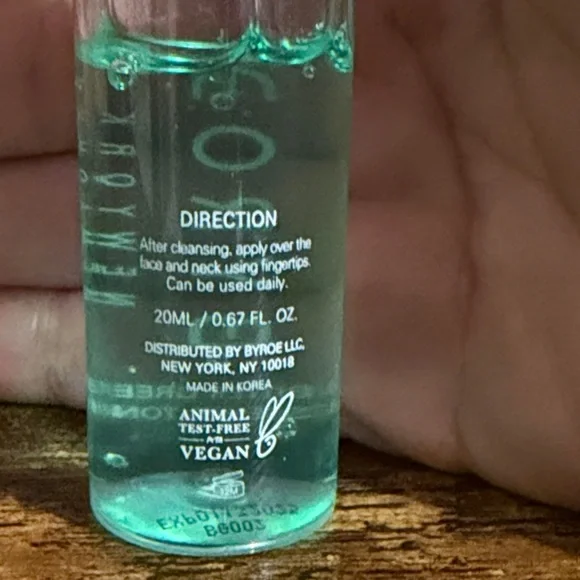 DIRECTION
After cleansing, apply over the
face and neck using fingertips.
Can be used daily.
20ML / 0.67 FL. OZ.
DISTRIBUTED BY BYROE LLC,
NEW YORK, NY 10018
MADE IN KOREA
ANIMAL
TEST-FREE
VEGAN
BG003